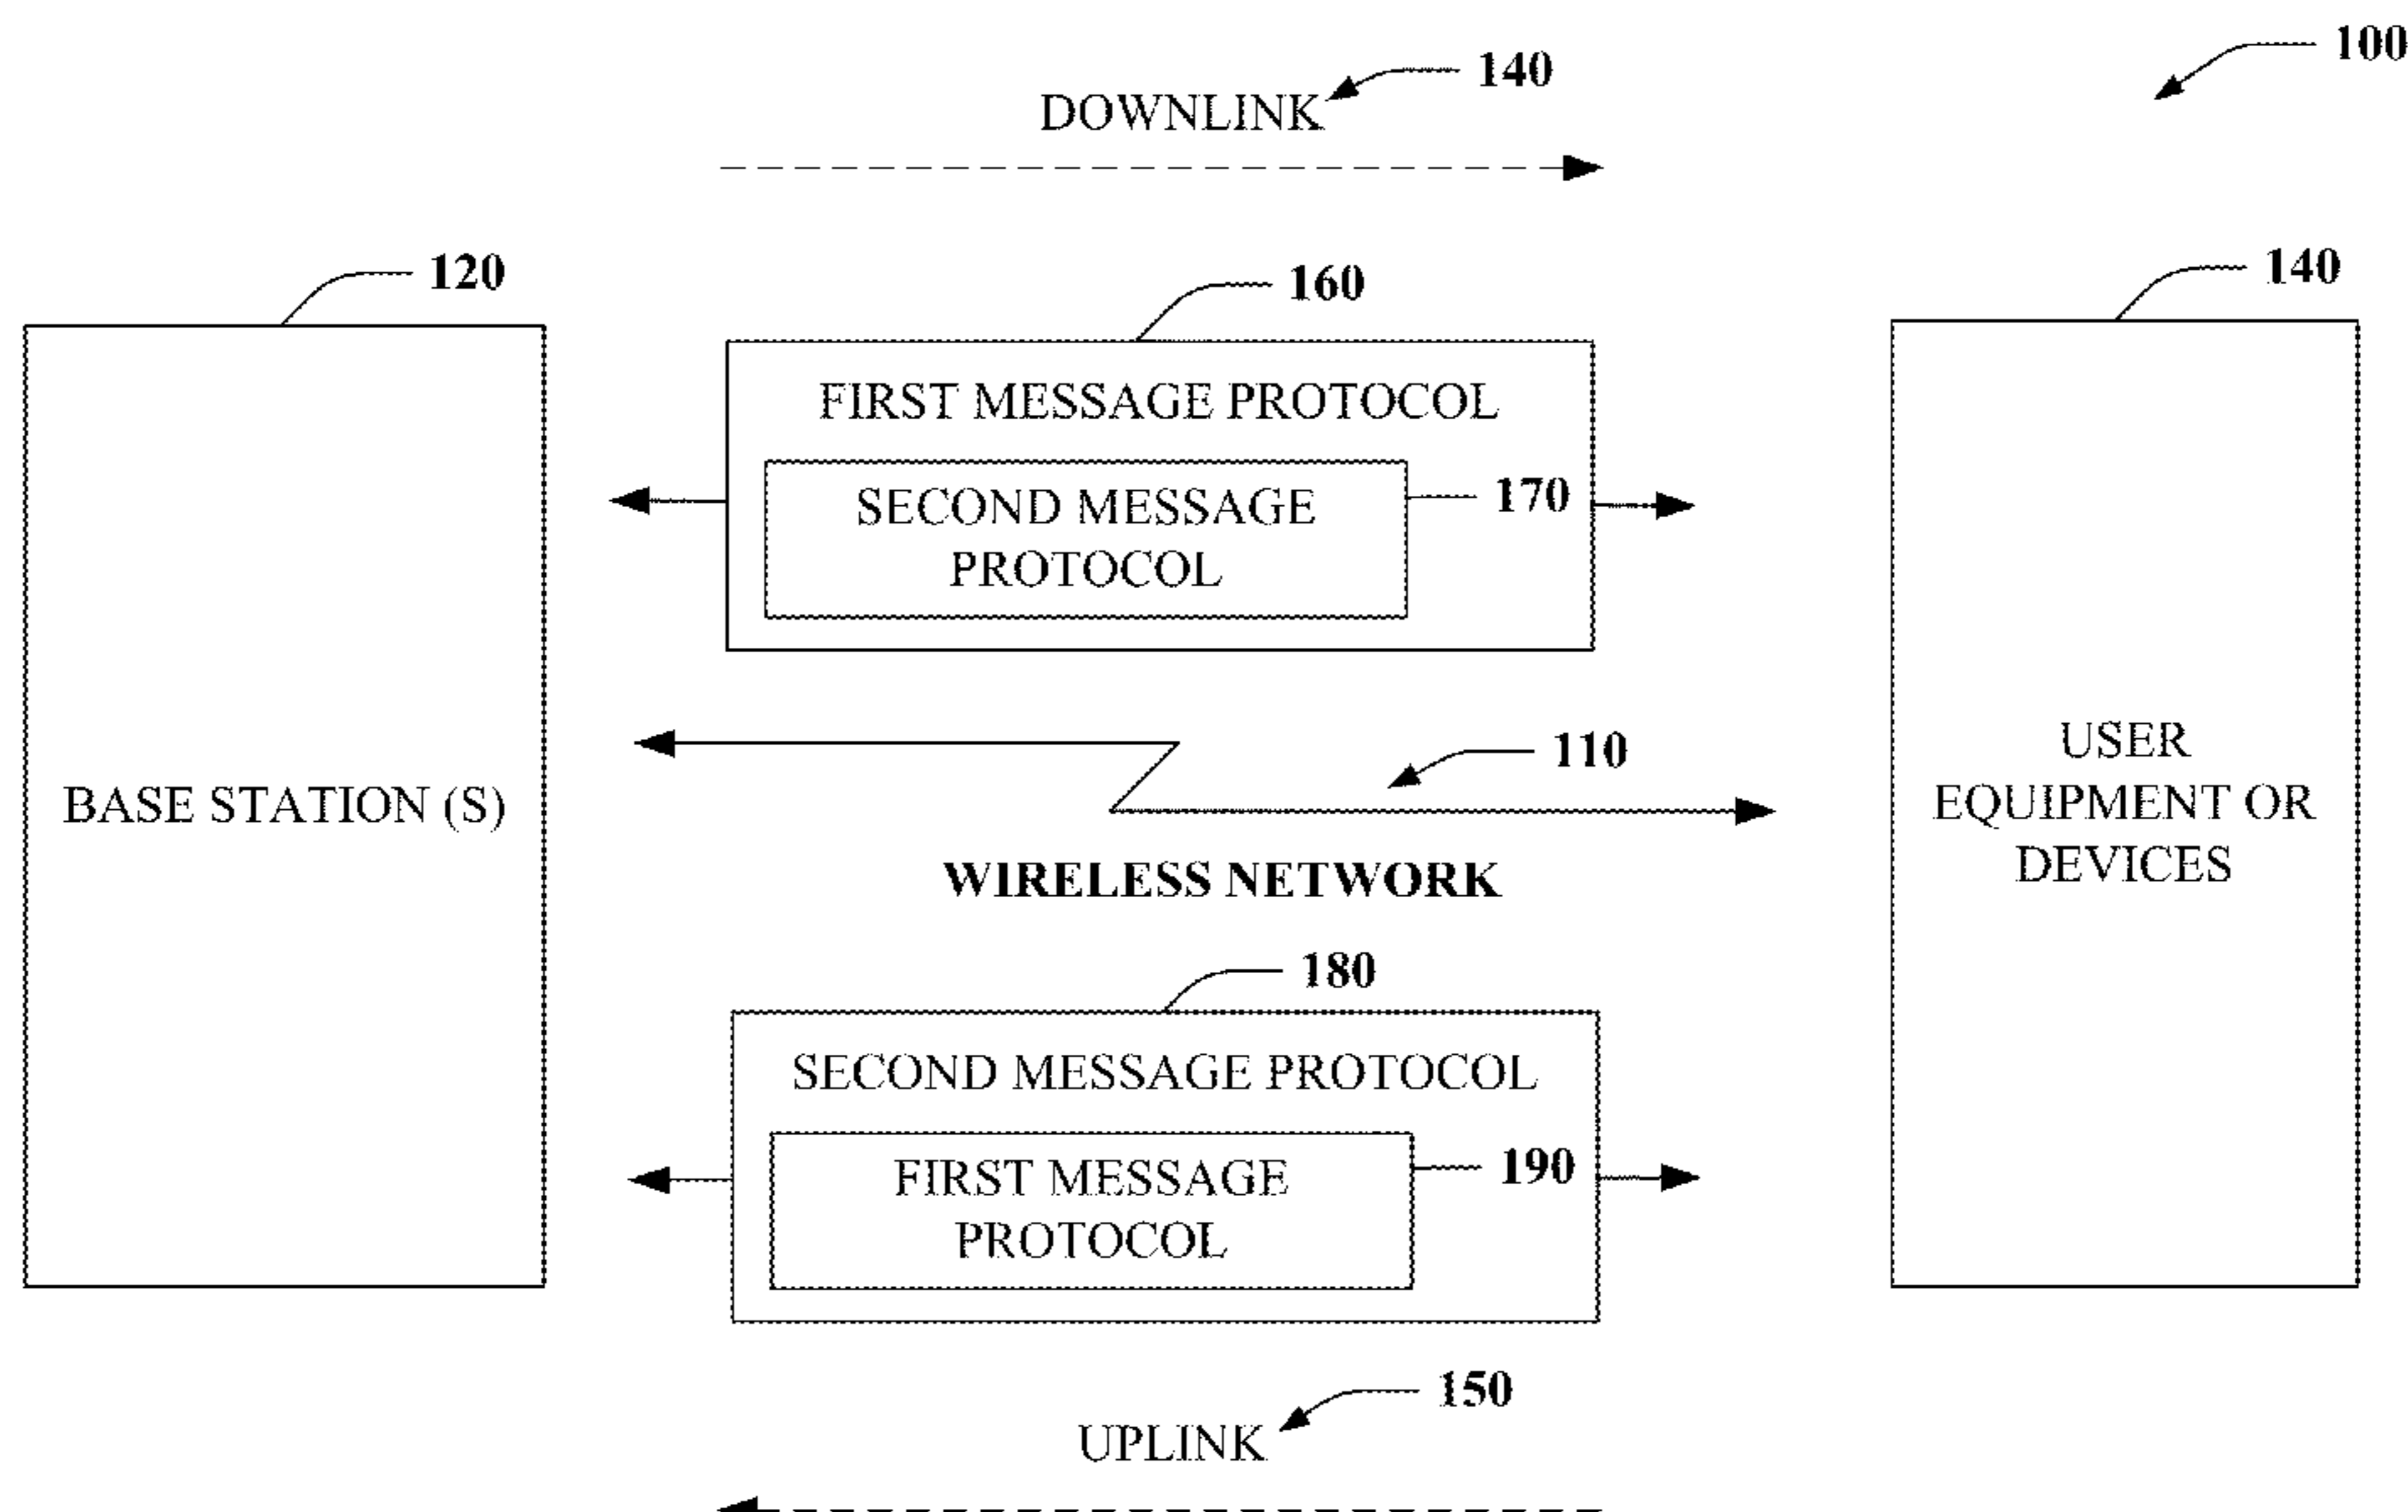 100
140
DOWNLINK
120
160
140
FIRST MESSAGE PROTOCOL
SECOND MESSAGE
PROTOCOL
170
110
WIRELESS NETWORK
BASE STATION (S)
USER
EQUIPMENT OR
DEVICES
180
SECOND MESSAGE PROTOCOL
FIRST MESSAGE
PROTOCOL
190
150
UPLINK